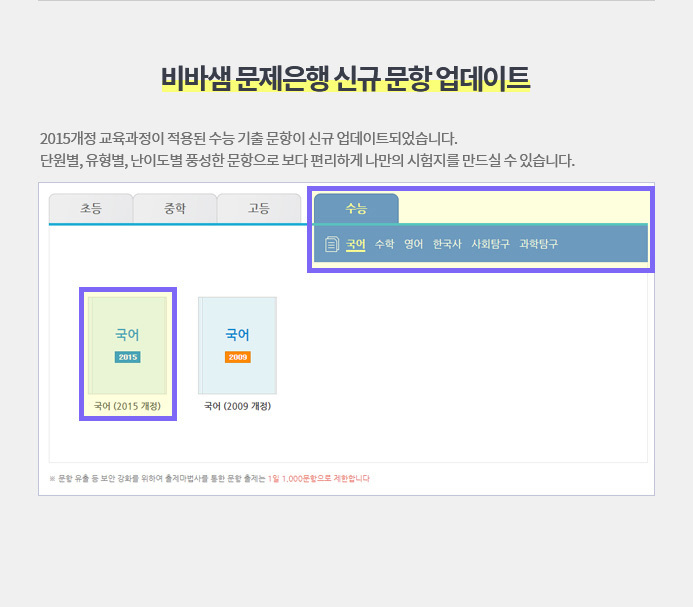 비바샘 문제은행 신규 문항 업데이트
2015개정 교육과정이 적용된 수능 기출 문항이 신규 업데이트되었습니다.
단원별, 유형별, 난이도별 풍성한 문항으로 보다 편리하게 나만의 시험지를 만드실 수 있습니다.
초등 중학 고등 수능
국어 수학 영어 한국사 사회탐구 과학탐구
국어 국어
2015 2009
국어 (2015 개정) 국어 (2009 개정)
※ 문항 유출 등 보안 강화를 위하여 출제마법사를 통한 문항 출제는 1일 1,000문항으로 제한합니다